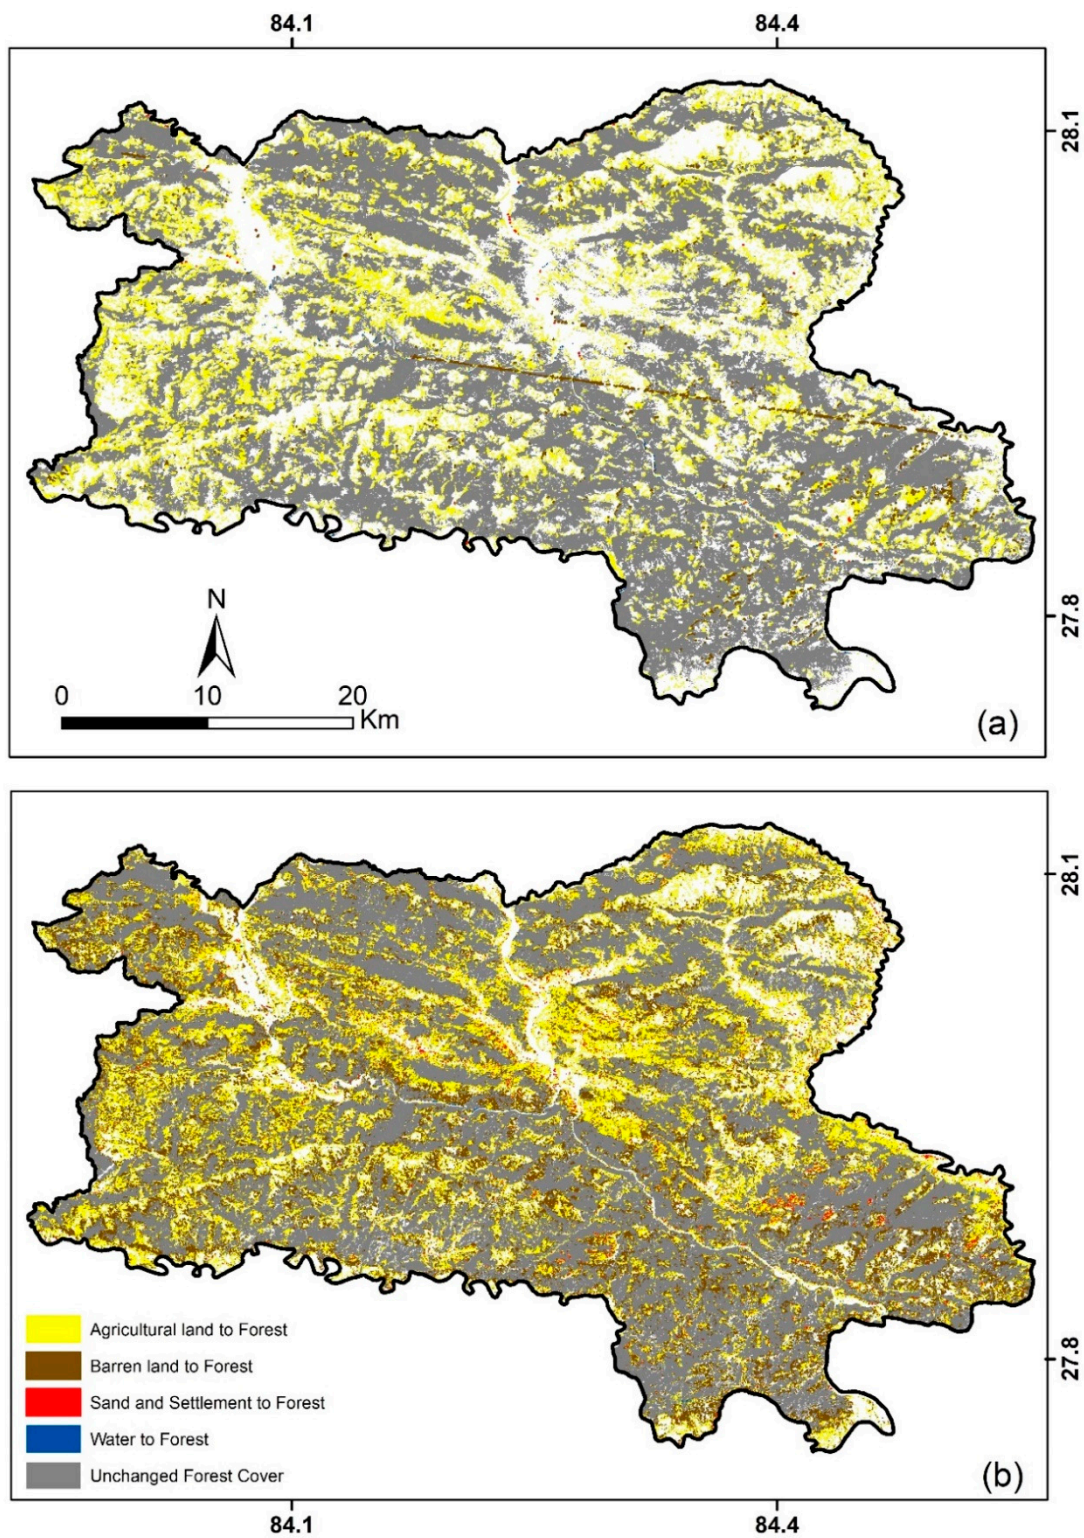 84.1 84.4
28.1
27.8
N
0 10 20
Km
(a)
28.1
27.8
Agricultural land to Forest
Barren land to Forest
Sand and Settlement to Forest
Water to Forest
Unchanged Forest Cover
(b)
84.1 84.4